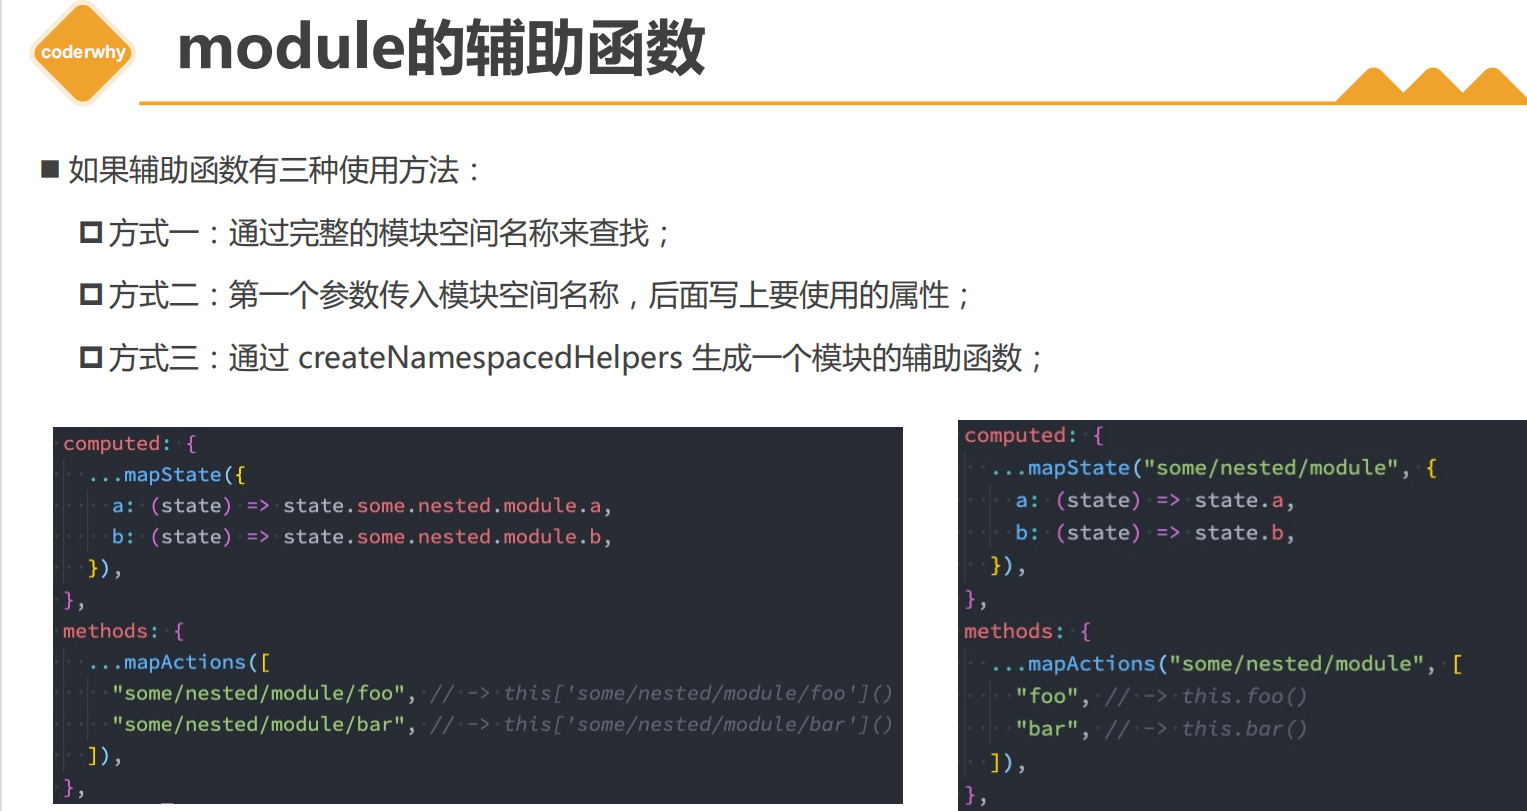 coderwhy
module的辅助函数
如果辅助函数有三种使用方法：
方式一：通过完整的模块空间名称来查找；
方式二：第一个参数传入模块空间名称，后面写上要使用的属性；
方式三：通过 createNamespacedHelpers 生成一个模块的辅助函数；
computed: {
...mapState({
a: (state) => state.some.nested.module.a,
b: (state) => state.some.nested.module.b,
}),
},
methods: {
...mapActions([
"some/nested/module/foo", // -> this['some/nested/module/foo']()
"some/nested/module/bar", // -> this['some/nested/module/bar']()
]),
},
computed: {
...mapState("some/nested/module", {
a: (state) => state.a,
b: (state) => state.b,
}),
},
methods: {
...mapActions("some/nested/module", [
"foo", // -> this.foo()
"bar", // -> this.bar()
]),
},